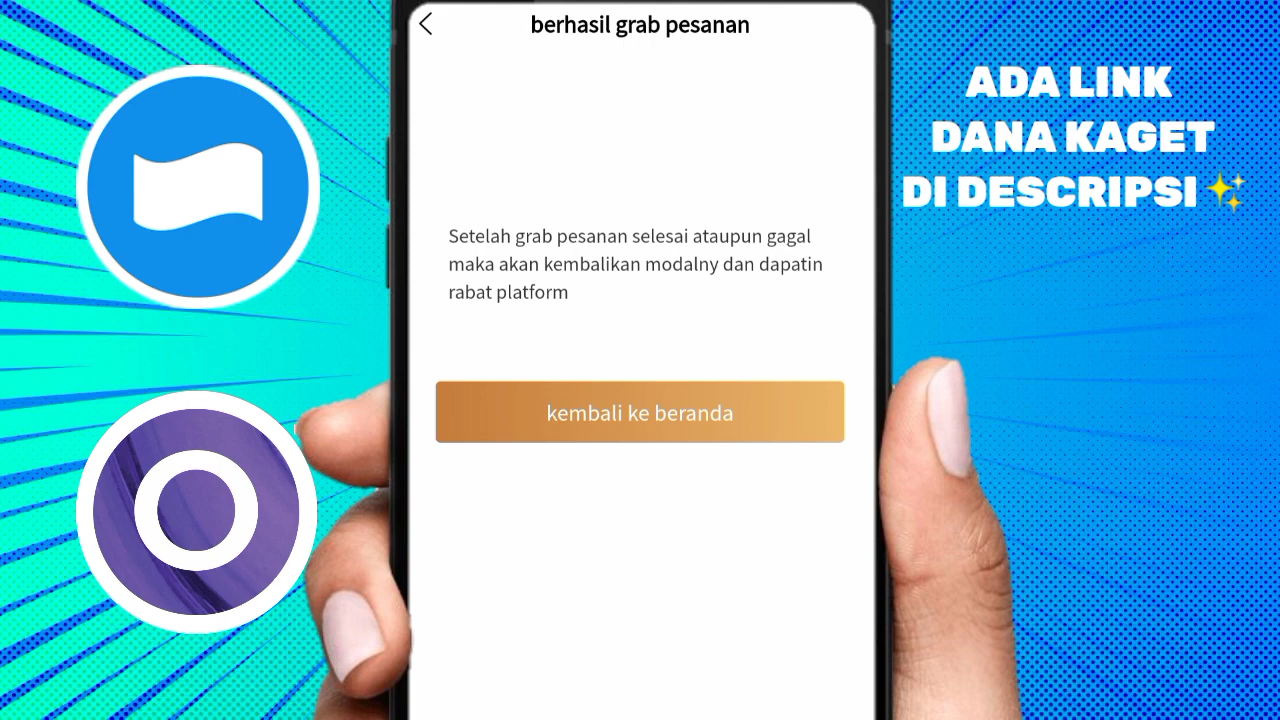 berhasil grab pesanan
Setelah grab pesanan selesai ataupun gagal
maka akan kembalikan modalny dan dapatin
rabat platform
kembali ke beranda
ADA LINK
DANA KAGET
DI DESCRIPSI ✨